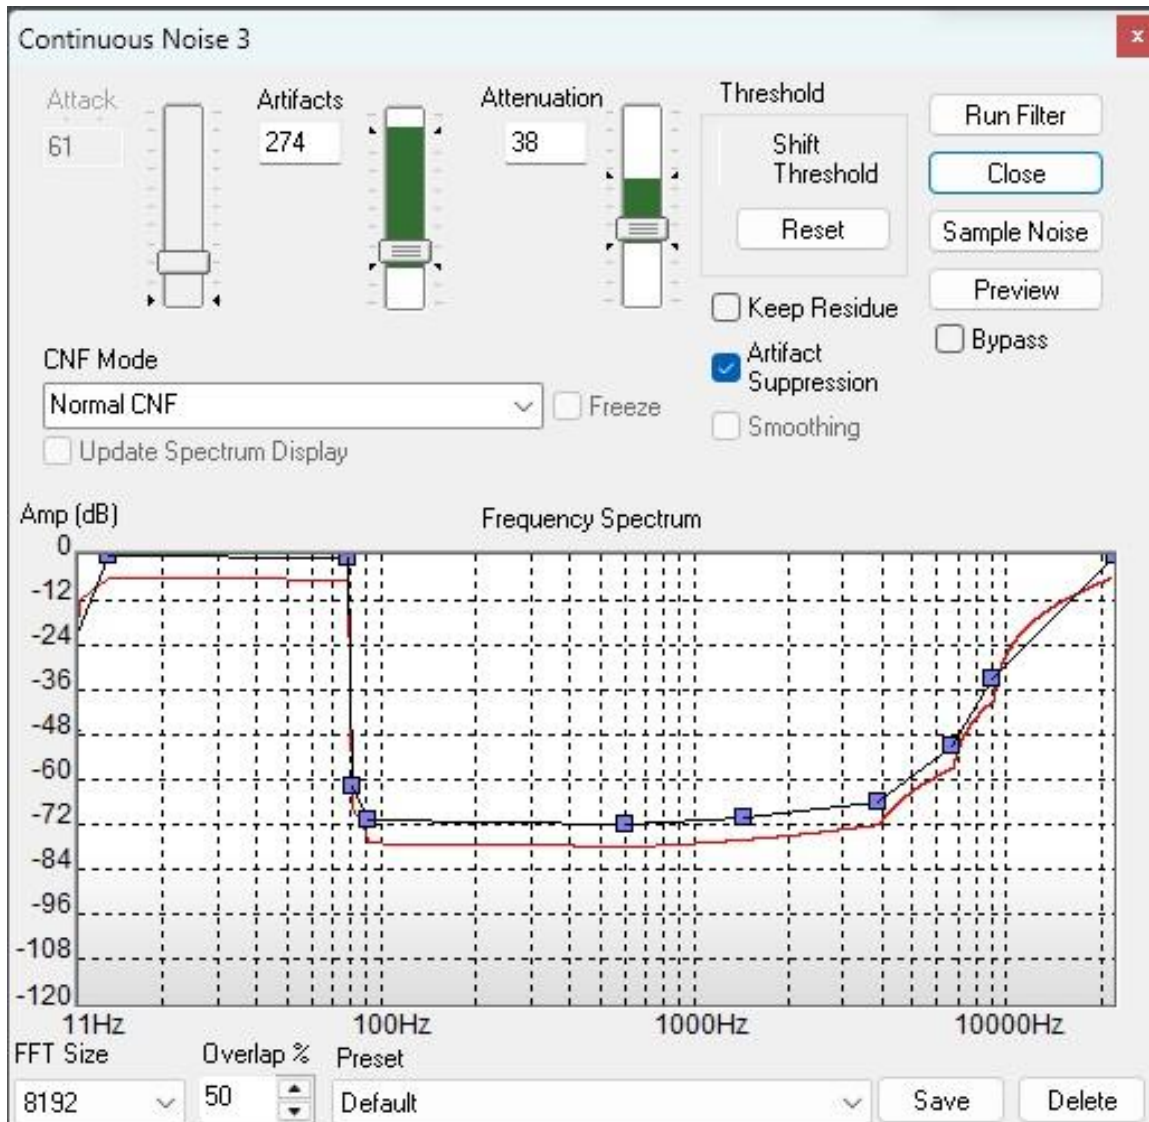 Continuous Noise 3
x
Attack
61
Artifacts
274
Attenuation
38
Threshold
Shift
Threshold
Reset
Run Filter
Close
Sample Noise
Preview
Bypass
Keep Residue
Artifact
Suppression
Smoothing
CNF Mode
Normal CNF
Freeze
Update Spectrum Display
Amp (dB)
Frequency Spectrum
0
-12
-24
-36
-48
-60
-72
-84
-96
-108
-120
11Hz 100Hz 1000Hz 10000Hz
FFT Size Overlap % Preset
8192 50 Default Save Delete